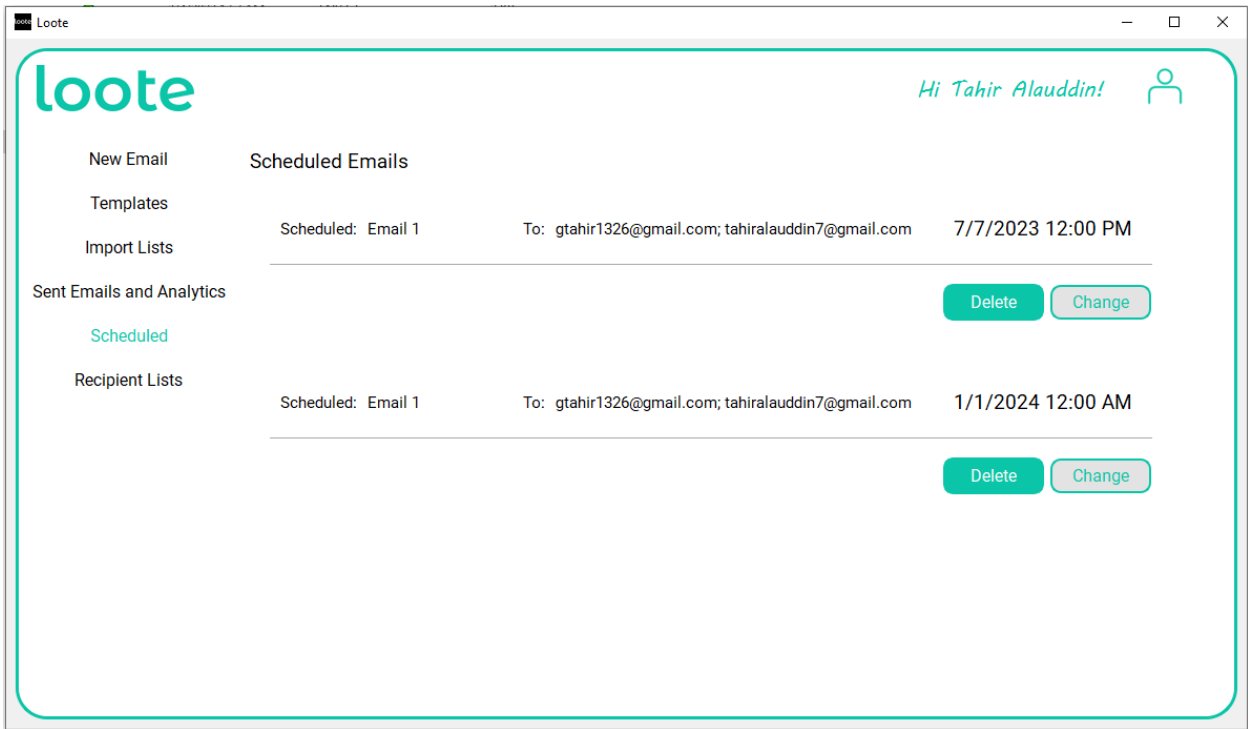 loote Loote
loote
Hi Tahir Alauddin!
New Email
Templates
Import Lists
Sent Emails and Analytics
Scheduled
Recipient Lists
Scheduled Emails
Scheduled: Email 1 To: gtahir1326@gmail.com; tahiralauddin7@gmail.com 7/7/2023 12:00 PM
Delete Change
Scheduled: Email 1 To: gtahir1326@gmail.com; tahiralauddin7@gmail.com 1/1/2024 12:00 AM
Delete Change